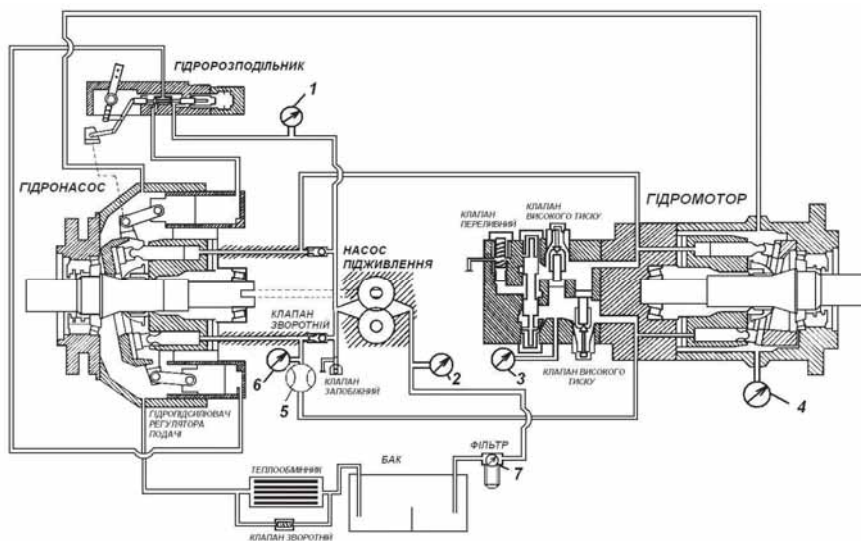 ГІДРОРОЗПОДІЛЬНИК
1
ГІДРОНАСОС
ГІДРОМОТОР
КЛАПАН
ВИСОКОГО ТИСКУ
КЛАПАН
ПЕРЕЛИВНИЙ
НАСОС
ПІДЖИВЛЕННЯ
КЛАПАН
ЗВОРОТНІЙ
6
5
КЛАПАН
ЗАПОБІЖНИЙ
2
3
КЛАПАН ВИСОКОГО
ТИСКУ
4
ГІДРОПІДСИЛЮВАЧ
РЕГУЛЯТОРА
ПОДАЧІ
ТЕПЛООБМІННИК
БАК
ФІЛЬТР
7
КЛАПАН ЗВОРОТНІЙ